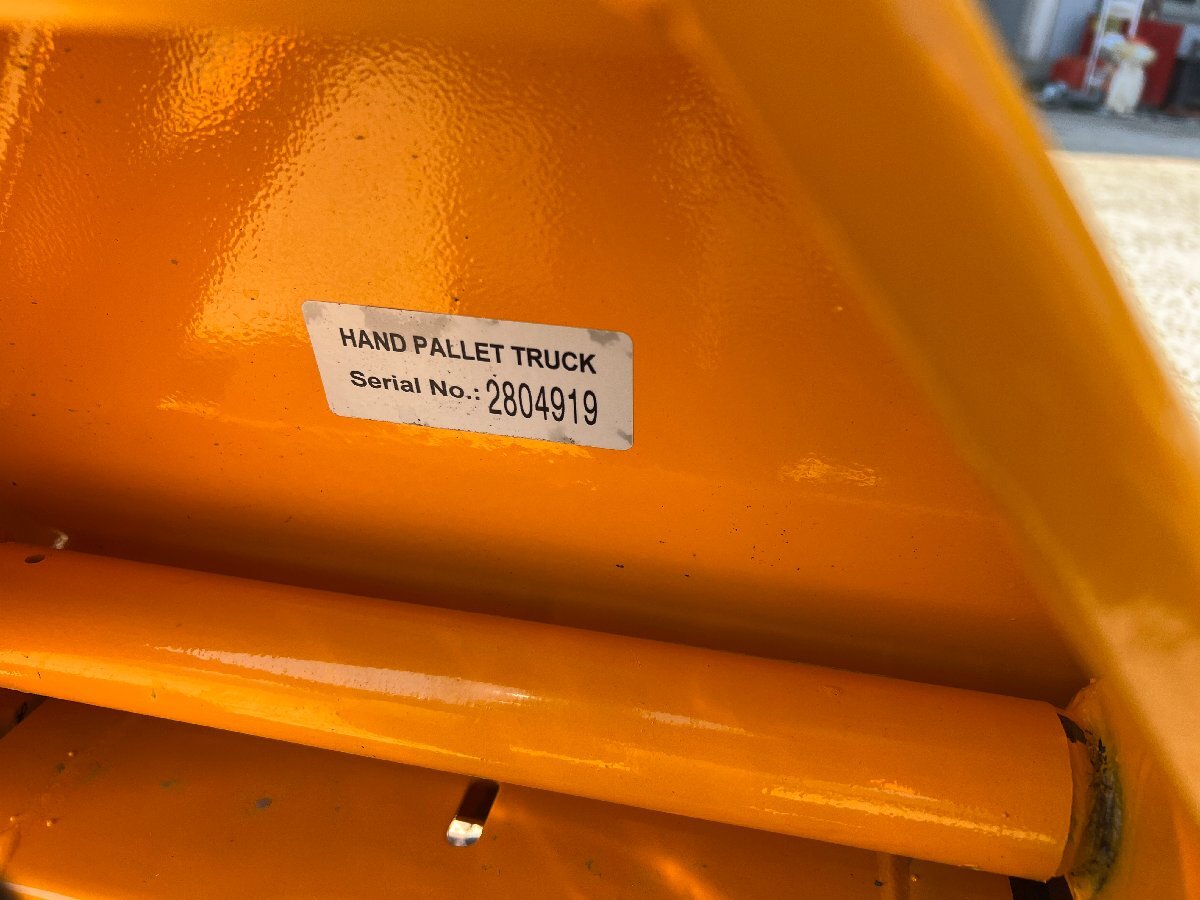 HAND PALLET TRUCK
Serial No.: 2804919